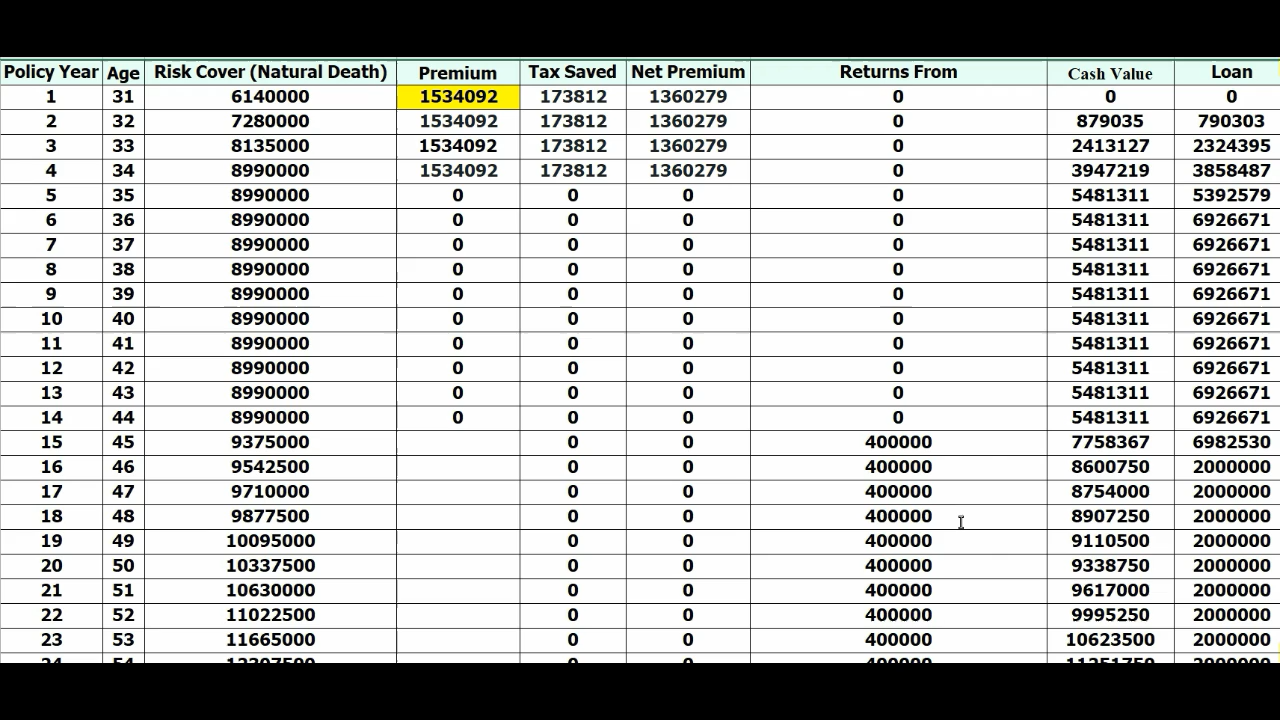 Policy Year Age Risk Cover (Natural Death) Premium Tax Saved Net Premium Returns From Cash Value Loan
1 31 6140000 1534092 173812 1360279 0 0 0
2 32 7280000 1534092 173812 1360279 0 879035 790303
3 33 8135000 1534092 173812 1360279 0 2413127 2324395
4 34 8990000 1534092 173812 1360279 0 3947219 3858487
5 35 8990000 0 0 0 0 5481311 5392579
6 36 8990000 0 0 0 0 5481311 6926671
7 37 8990000 0 0 0 0 5481311 6926671
8 38 8990000 0 0 0 0 5481311 6926671
9 39 8990000 0 0 0 0 5481311 6926671
10 40 8990000 0 0 0 0 5481311 6926671
11 41 8990000 0 0 0 0 5481311 6926671
12 42 8990000 0 0 0 0 5481311 6926671
13 43 8990000 0 0 0 0 5481311 6926671
14 44 8990000 0 0 0 0 5481311 6926671
15 45 9375000 0 0 400000 7758367 6982530
16 46 9542500 0 0 400000 8600750 2000000
17 47 9710000 0 0 400000 8754000 2000000
18 48 9877500 0 0 400000 8907250 2000000
19 49 10095000 0 0 400000 9110500 2000000
20 50 10337500 0 0 400000 9338750 2000000
21 51 10630000 0 0 400000 9617000 2000000
22 52 11022500 0 0 400000 9995250 2000000
23 53 11665000 0 0 400000 10623500 2000000